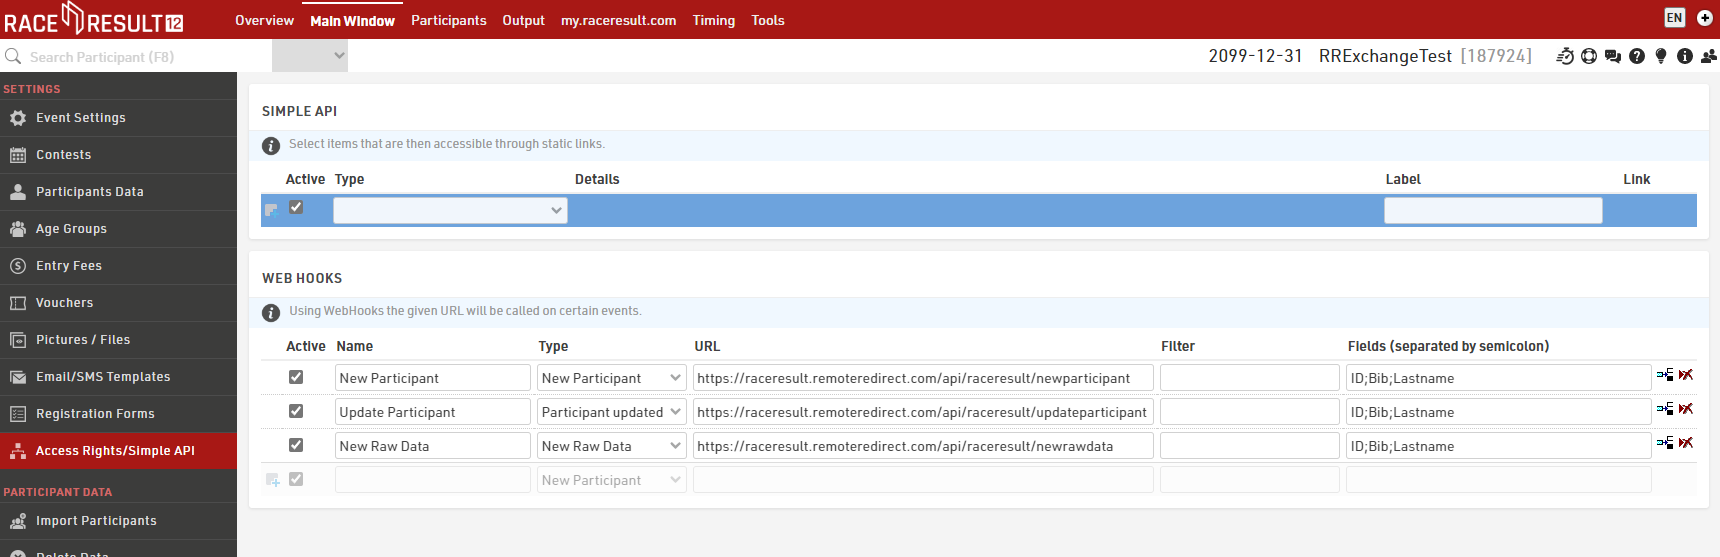 RACE RESULT 12
Overview Main Window Participants Output my.raceresult.com Timing Tools EN
Search Participant (F8) 2099-12-31 RRExchangeTest [187924]
SETTINGS
Event Settings
Contests
Participants Data
Age Groups
Entry Fees
Vouchers
Pictures / Files
Email/SMS Templates
Registration Forms
Access Rights/Simple API
PARTICIPANT DATA
Import Participants
Delete Data
SIMPLE API
Select items that are then accessible through static links.
Active Type Details Label Link
WEB HOOKS
Using WebHooks the given URL will be called on certain events.
Active Name Type URL Filter Fields (separated by semicolon)
New Participant New Participant https://raceresult.remoteredirect.com/api/raceresult/newparticipant ID;Bib;Lastname
Update Participant Participant updated https://raceresult.remoteredirect.com/api/raceresult/updateparticipant ID;Bib;Lastname
New Raw Data New Raw Data https://raceresult.remoteredirect.com/api/raceresult/newrawdata ID;Bib;Lastname
New Participant